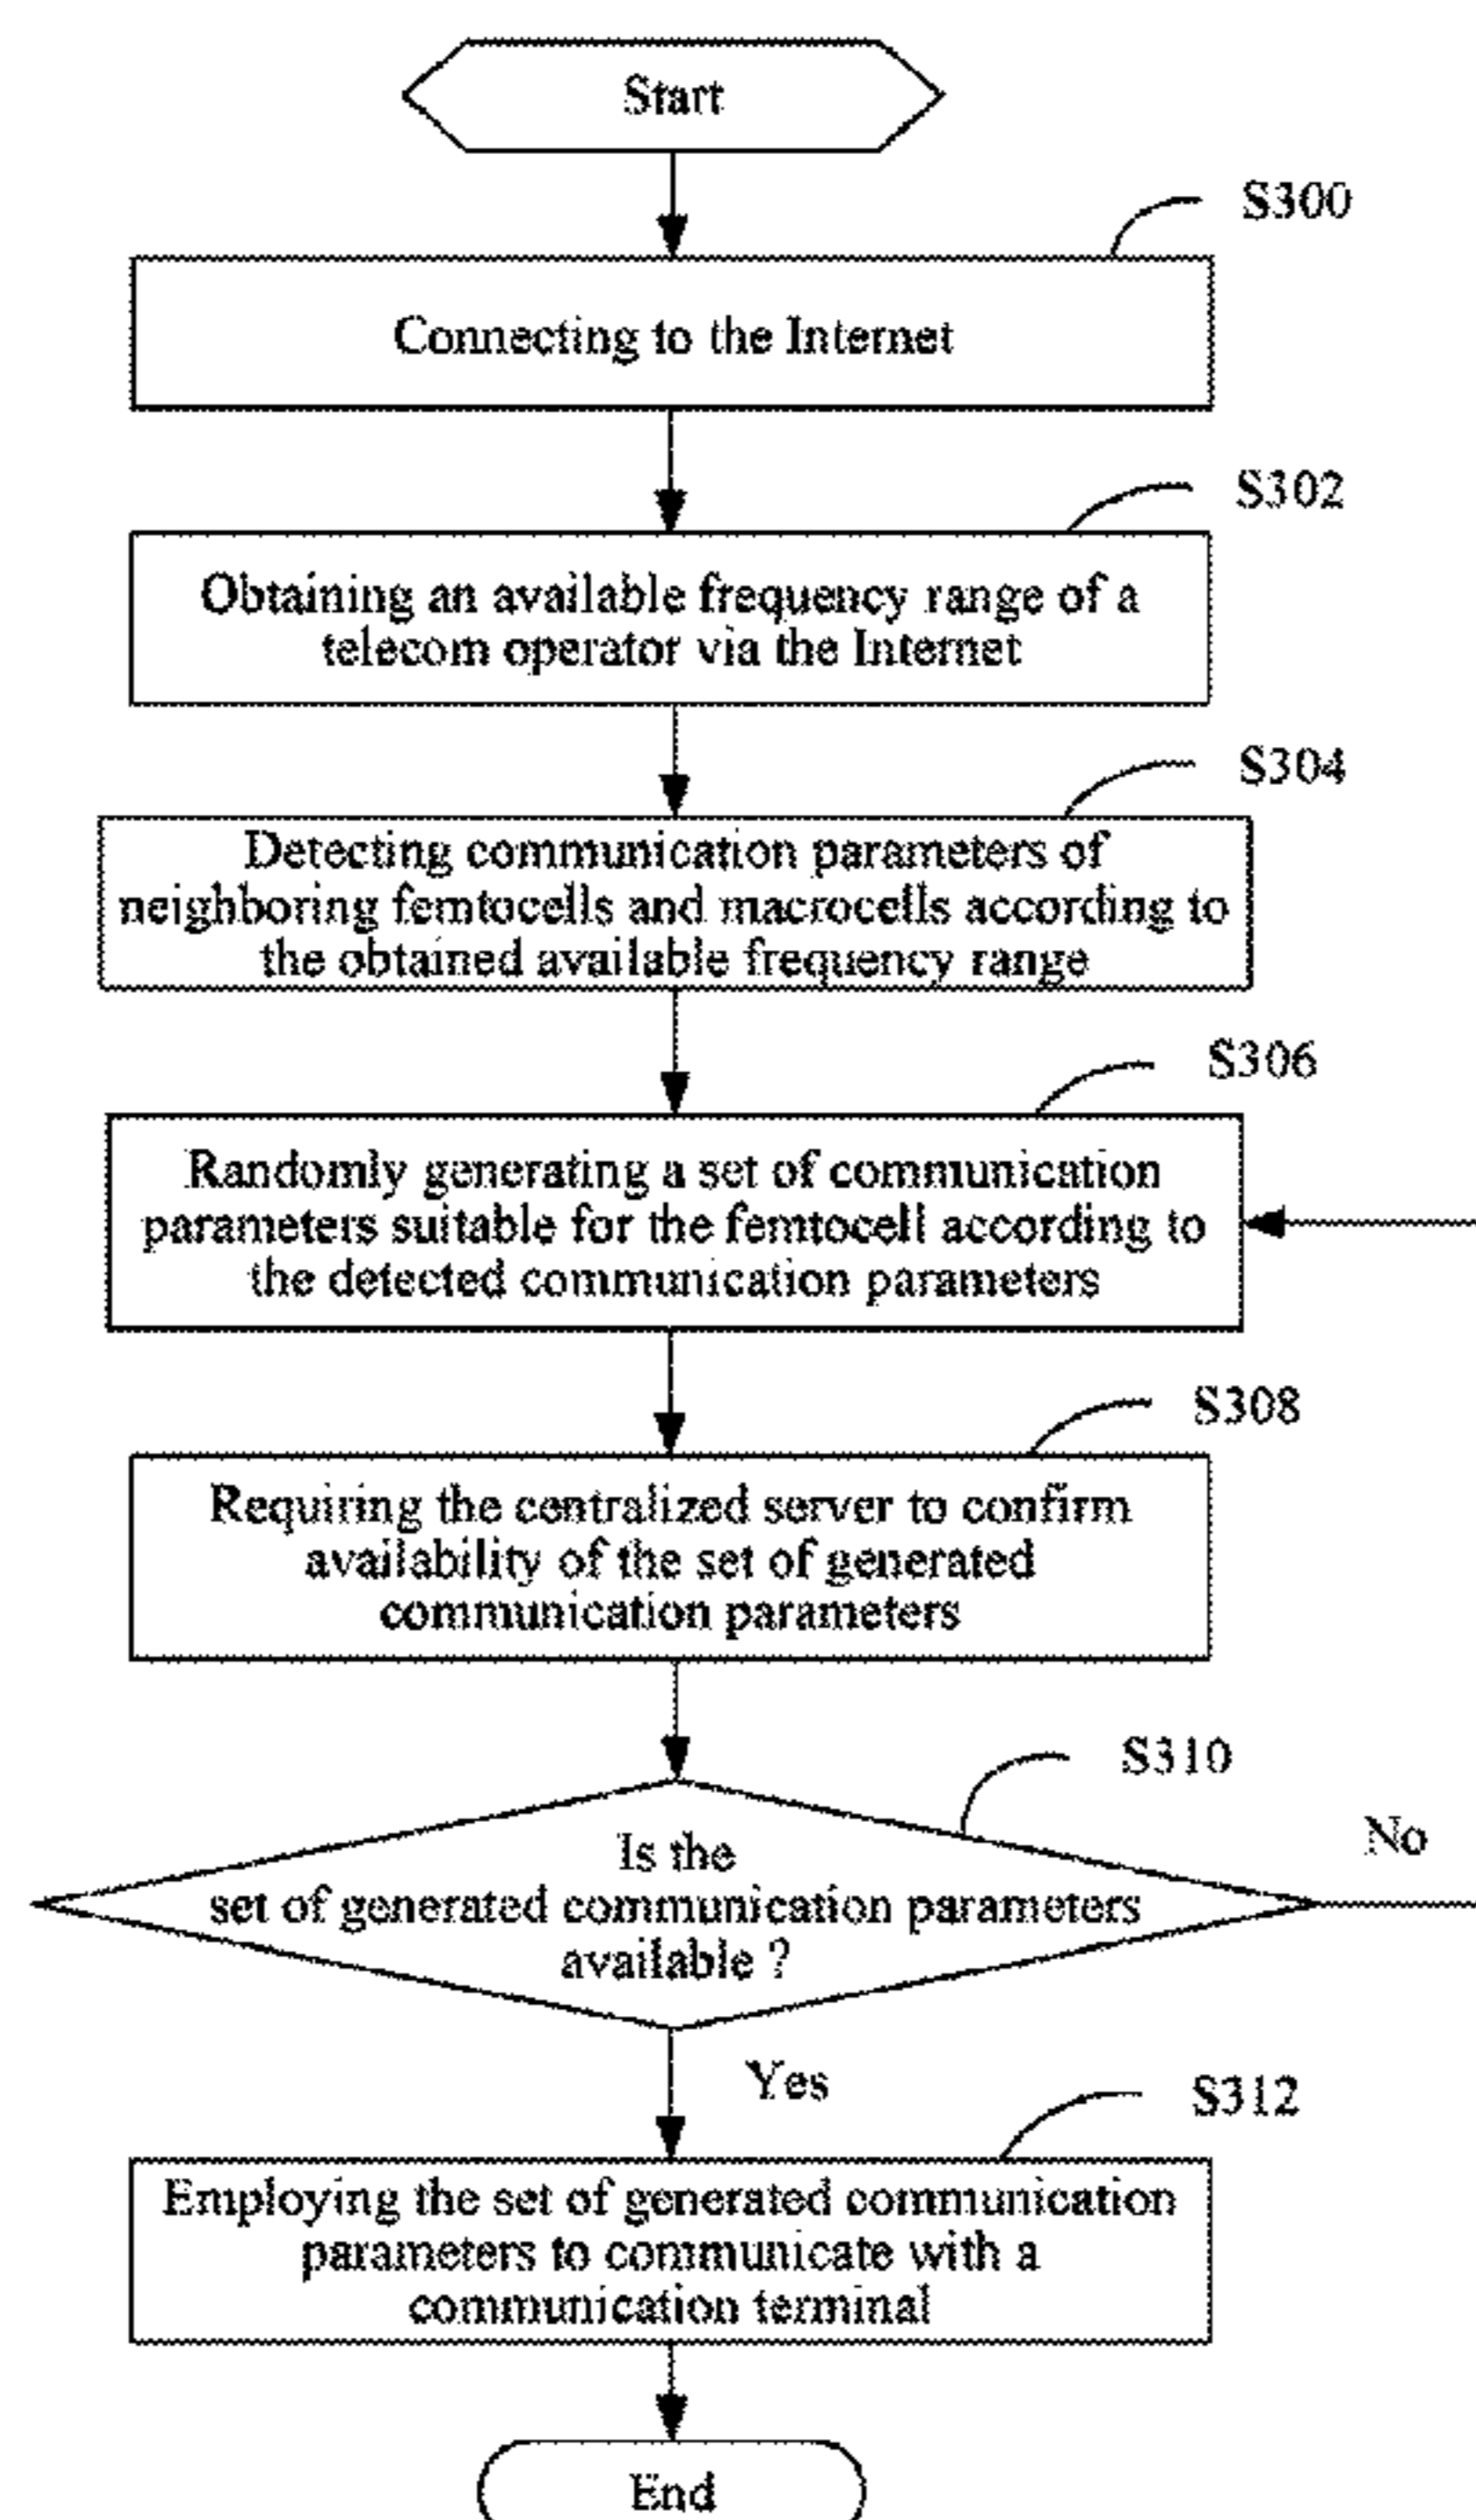 Start
S300
Connecting to the Internet
S302
Obtaining an available frequency range of a
telecom operator via the Internet
S304
Detecting communication parameters of
neighboring femtocells and macrocells according to
the obtained available frequency range
S306
Randomly generating a set of communication
parameters suitable for the femtocell according to
the detected communication parameters
S308
Requiring the centralized server to confirm
availability of the set of generated
communication parameters
S310
Is the
set of generated communication parameters
available ?
No
Yes
S312
Employing the set of generated communication
parameters to communicate with a
communication terminal
End